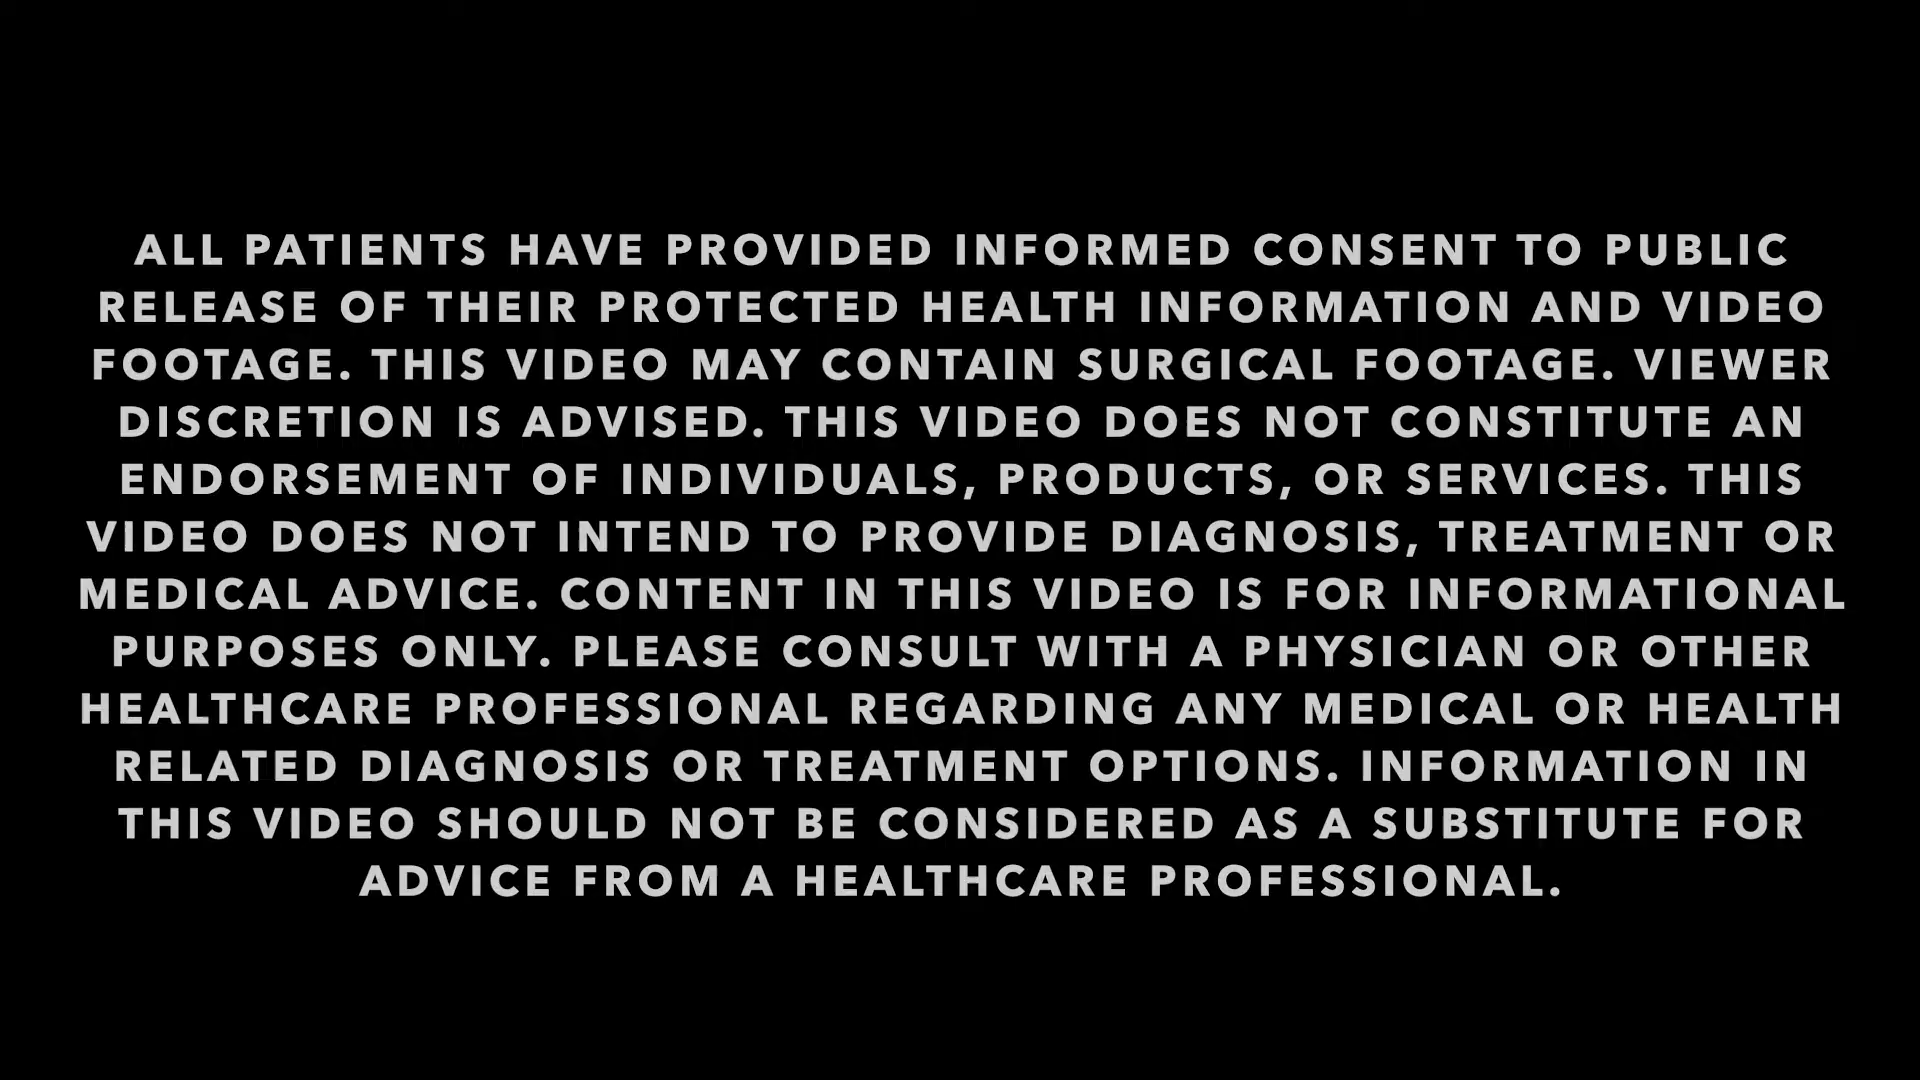 ALL PATIENTS HAVE PROVIDED INFORMED CONSENT TO PUBLIC
RELEASE OF THEIR PROTECTED HEALTH INFORMATION AND VIDEO
FOOTAGE. THIS VIDEO MAY CONTAIN SURGICAL FOOTAGE. VIEWER
DISCRETION IS ADVISED. THIS VIDEO DOES NOT CONSTITUTE AN
ENDORSEMENT OF INDIVIDUALS, PRODUCTS, OR SERVICES. THIS
VIDEO DOES NOT INTEND TO PROVIDE DIAGNOSIS, TREATMENT OR
MEDICAL ADVICE. CONTENT IN THIS VIDEO IS FOR INFORMATIONAL
PURPOSES ONLY. PLEASE CONSULT WITH A PHYSICIAN OR OTHER
HEALTHCARE PROFESSIONAL REGARDING ANY MEDICAL OR HEALTH
RELATED DIAGNOSIS OR TREATMENT OPTIONS. INFORMATION IN
THIS VIDEO SHOULD NOT BE CONSIDERED AS A SUBSTITUTE FOR
ADVICE FROM A HEALTHCARE PROFESSIONAL.